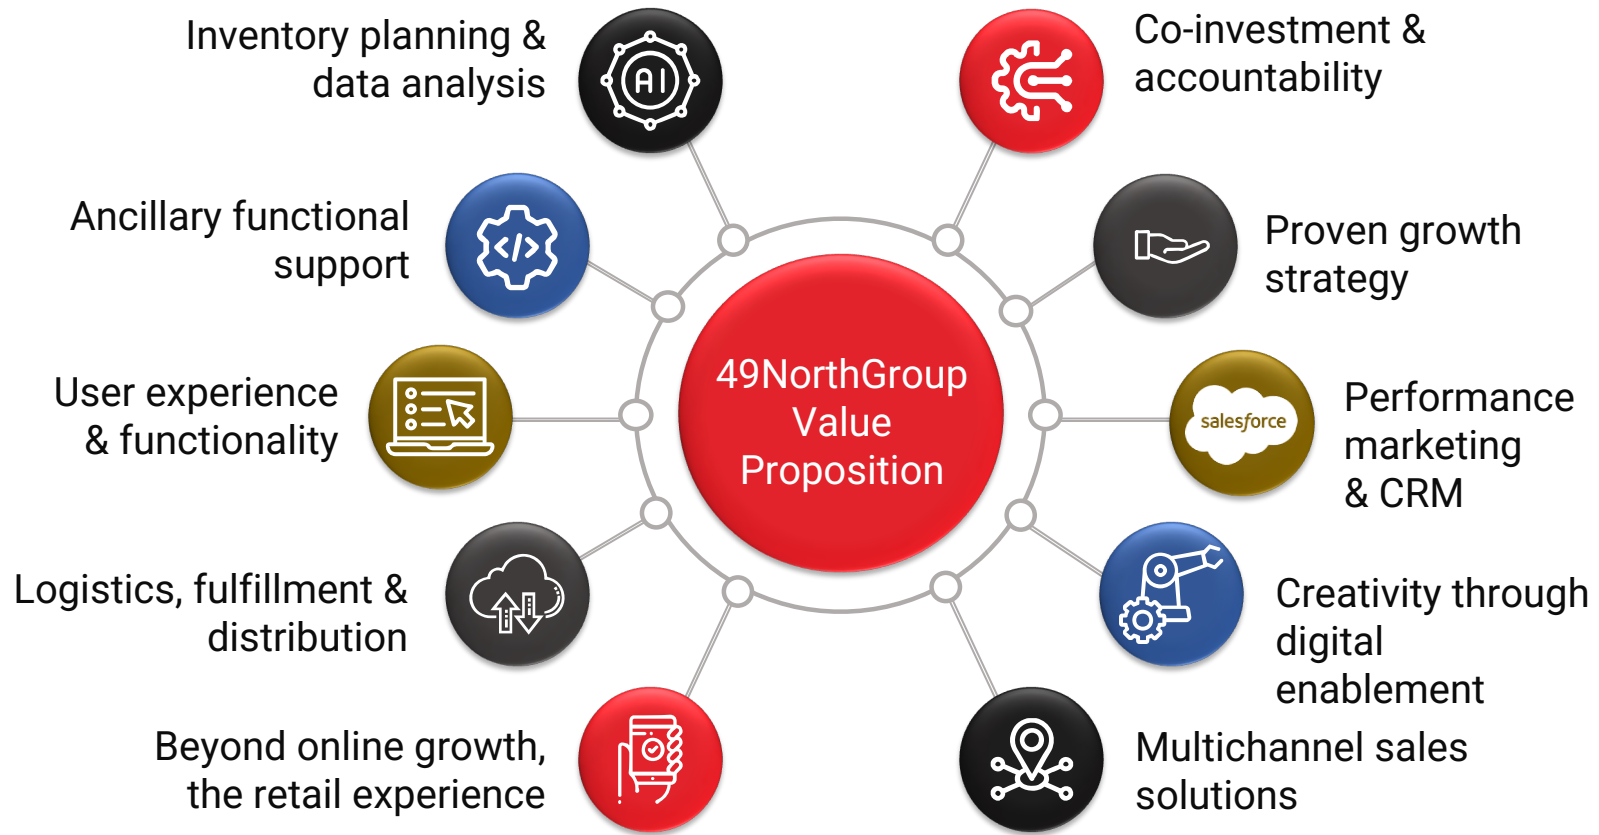 Inventory planning &
data analysis
AI
Co-investment &
accountability
Ancillary functional
support
</>
Proven growth
strategy
User experience
& functionality
49NorthGroup
Value
Proposition
salesforce
Performance
marketing
& CRM
Logistics, fulfillment &
distribution
Creativity through
digital
enablement
Beyond online growth,
the retail experience
Multichannel sales
solutions